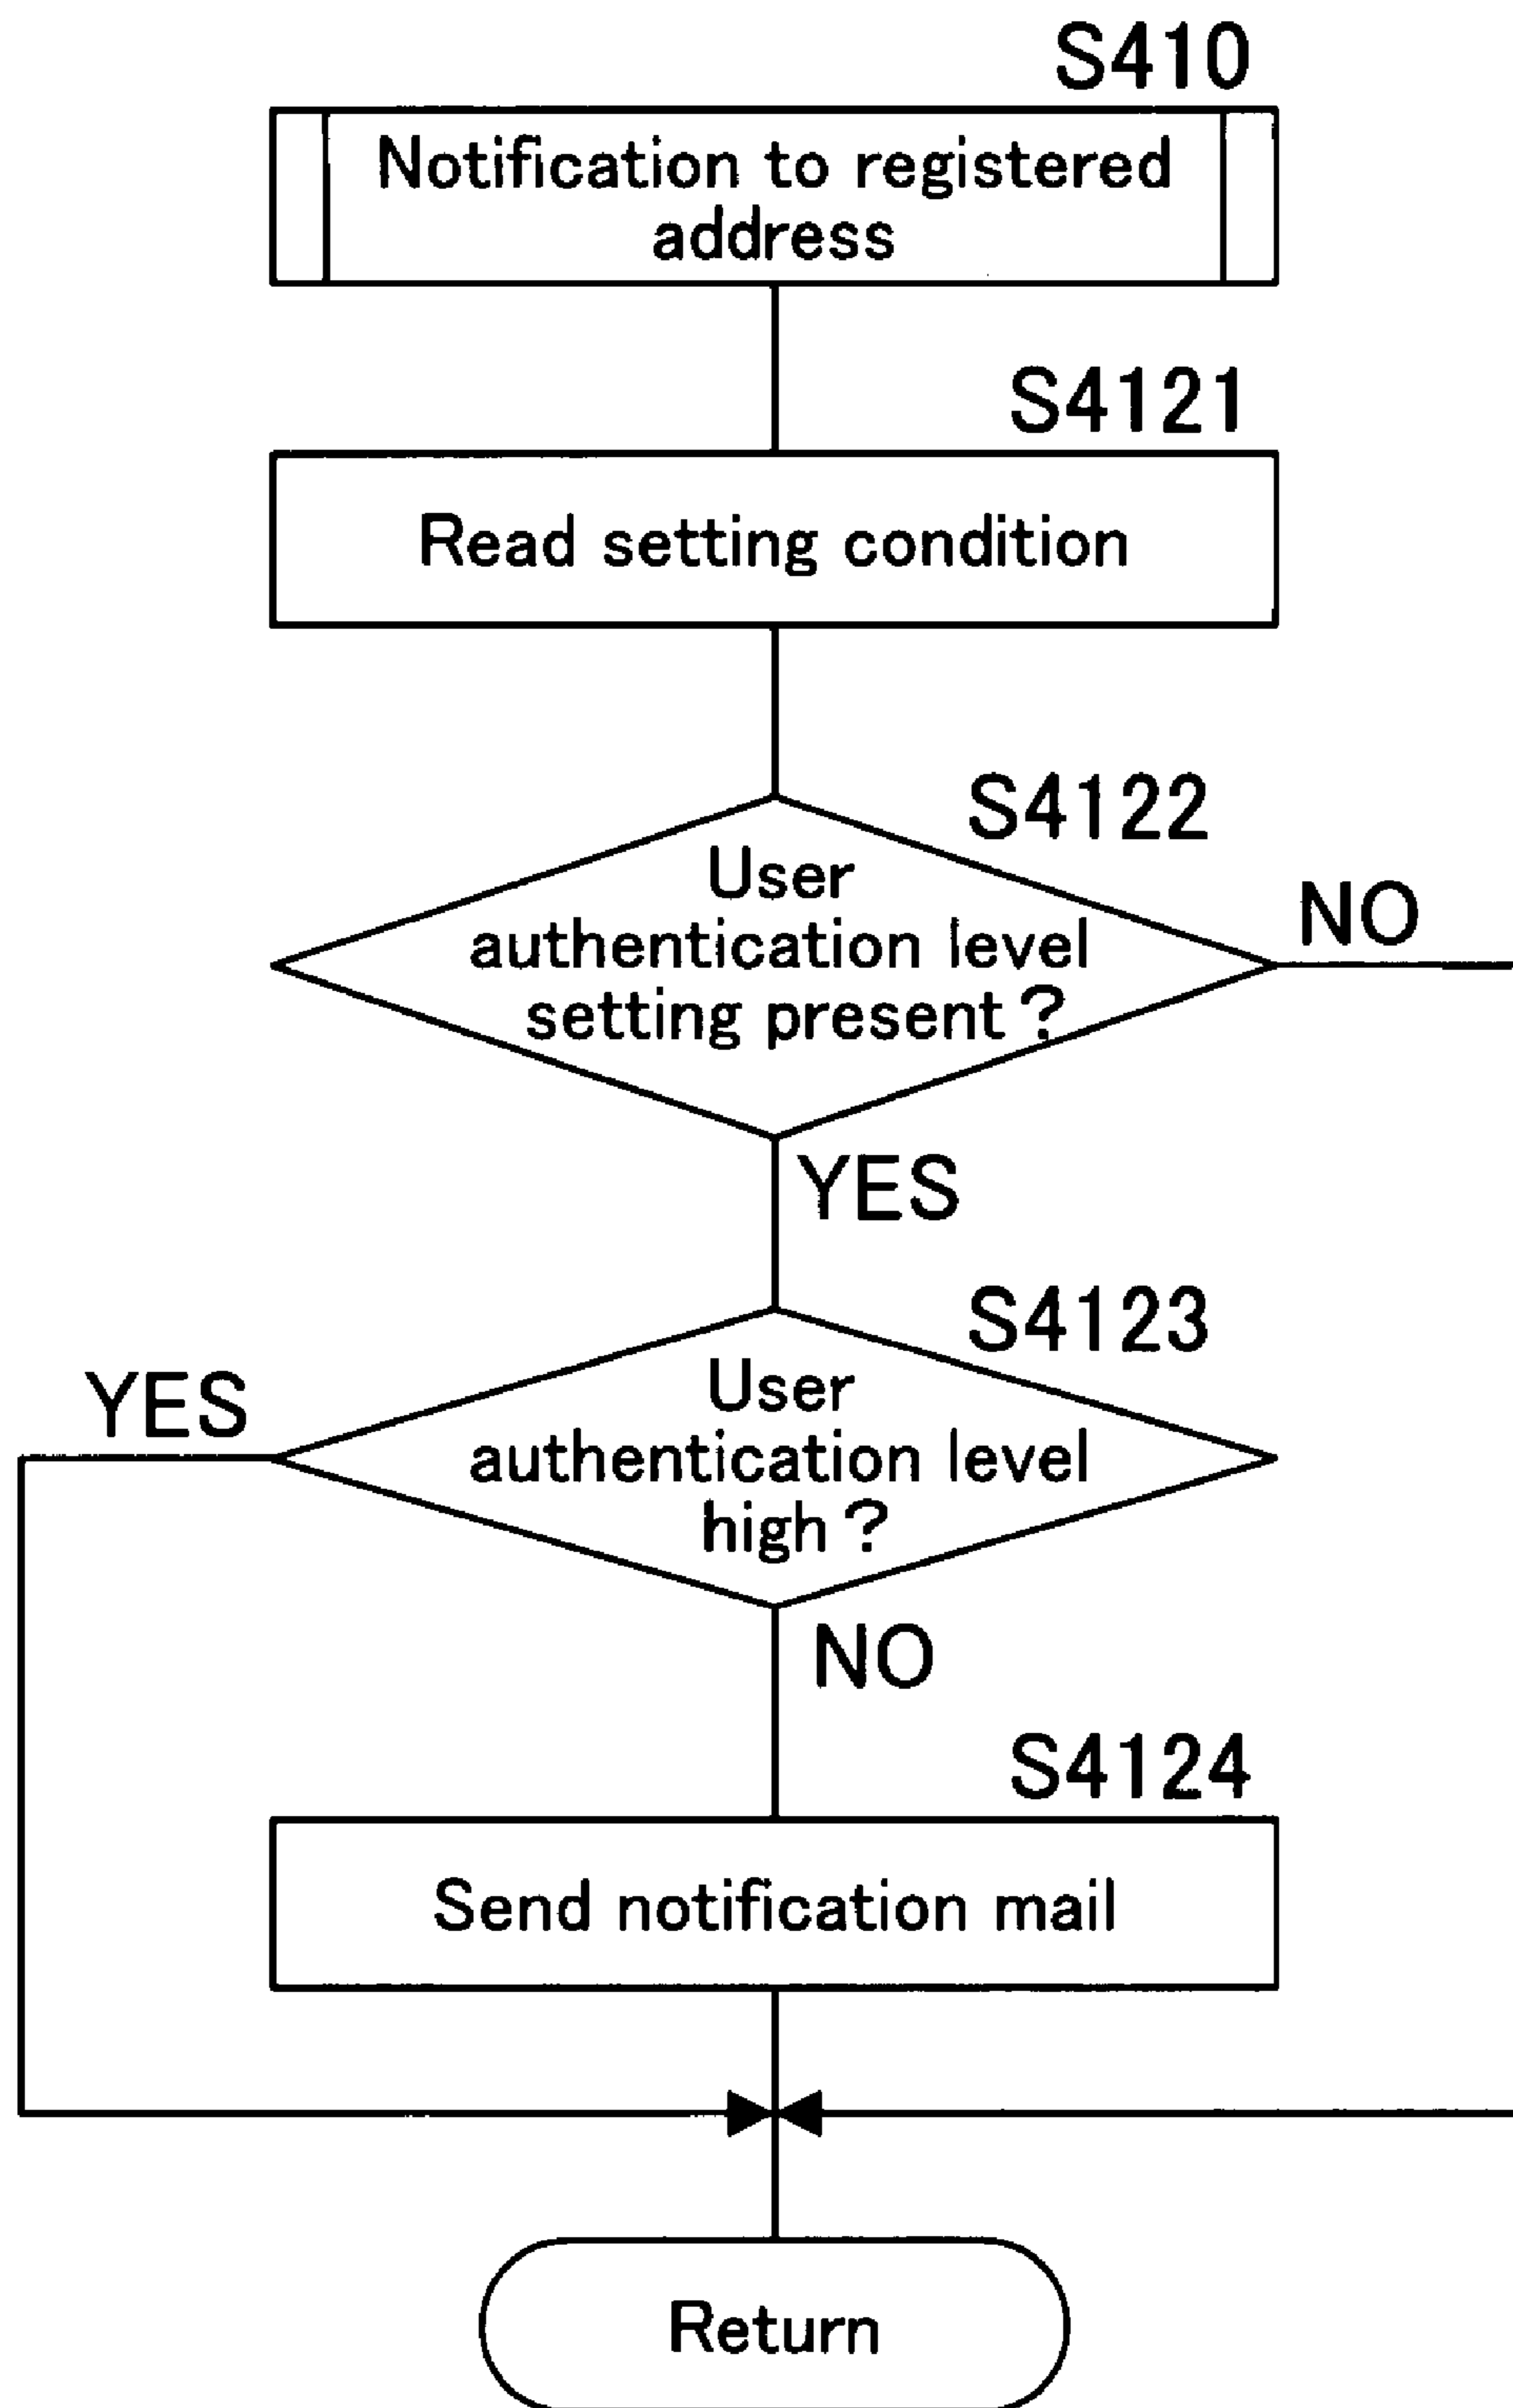 S410
Notification to registered
address
S4121
Read setting condition
S4122
User
authentication level
setting present ?
NO
YES
S4123
User
authentication level
high ?
YES
NO
S4124
Send notification mail
Return